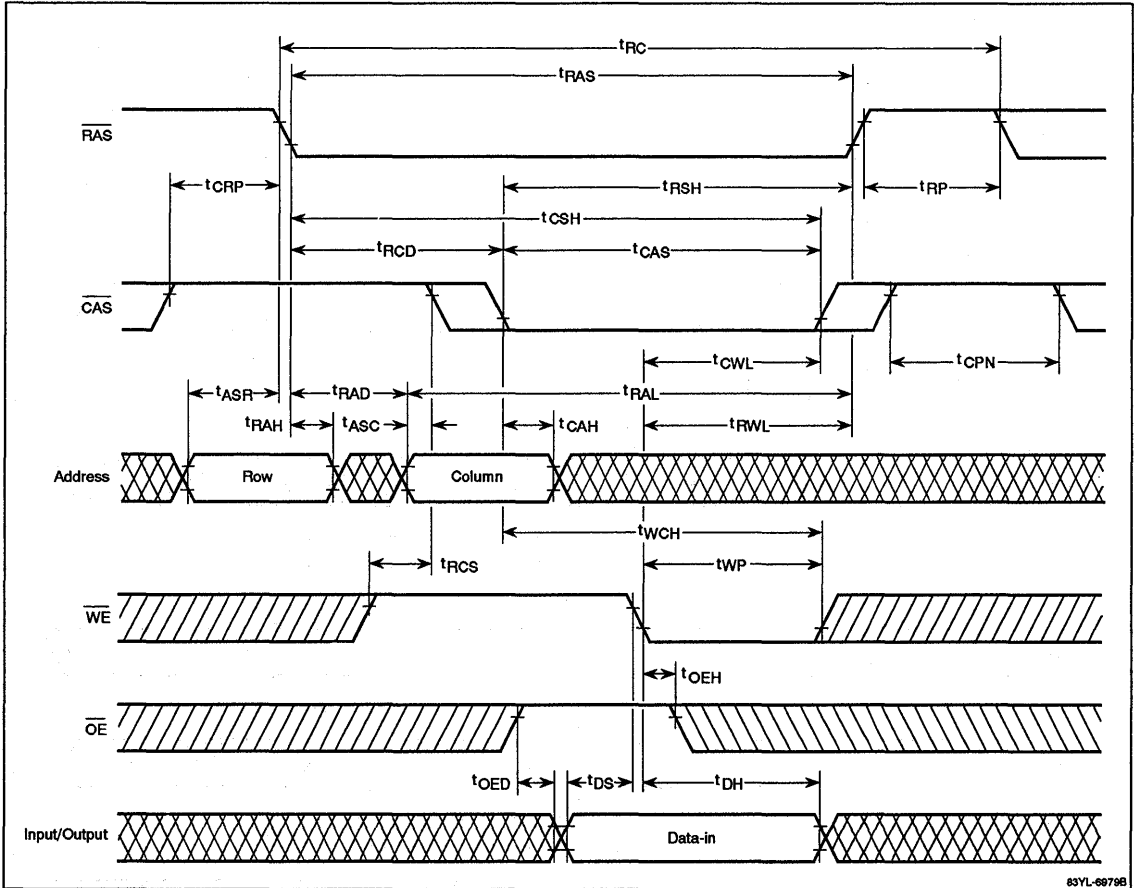 tRC
tRAS
RAS
tCRP
tRSH
tRP
tCSH
tRCD
tCAS
CAS
tCWL
tCPN
tASR
tRAD
tRAL
tRAH
tASC
tCAH
tRWL
Address
Row
Column
tWCH
tRCS
tWP
WE
tOEH
OE
tOED
tDS
tDH
Input/Output
Data-in
83YL-6979B